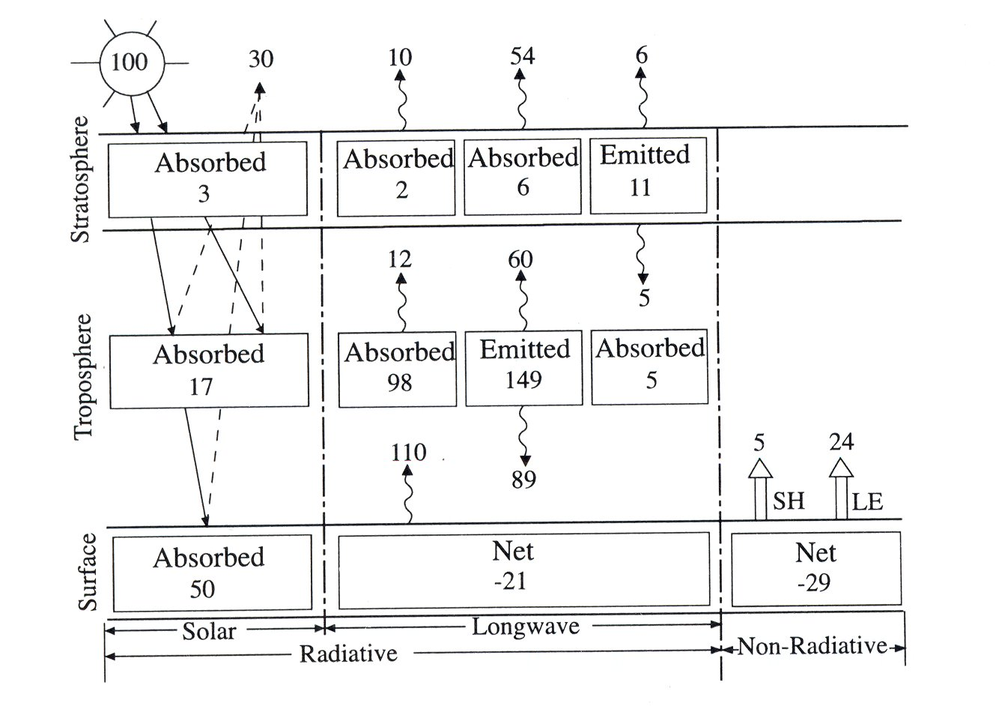 100
30
10
54
6
Stratosphere
Absorbed
3
Absorbed
2
Absorbed
6
Emitted
11
12
60
5
Troposphere
Absorbed
17
Absorbed
98
Emitted
149
Absorbed
5
110
89
5
24
SH
LE
Surface
Absorbed
50
Net
-21
Net
-29
Solar
Longwave
Radiative
Non-Radiative